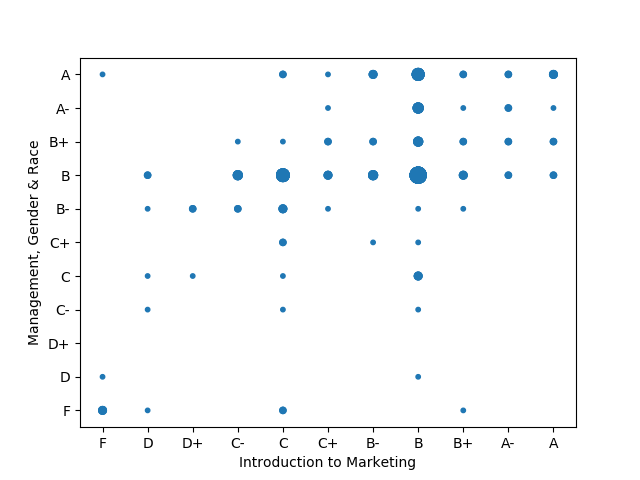 Management, Gender & Race
A
A-
B+
B
B-
C+
C
C-
D+
D
F
F
D
D+
C-
C
C+
B-
B
B+
A-
A
Introduction to Marketing